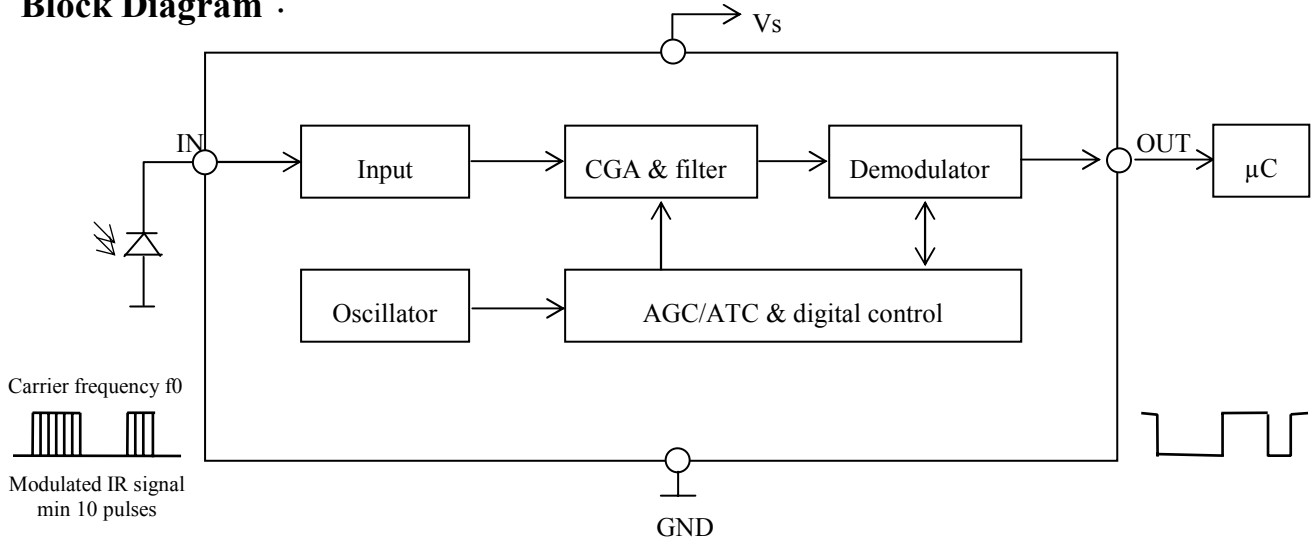 Block Diagram :
Vs
IN
Input
CGA & filter
Demodulator
OUT
µC
Oscillator
AGC/ATC & digital control
Carrier frequency f0
Modulated IR signal
min 10 pulses
GND